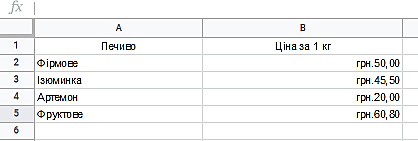 fx
A B
1 Печиво Ціна за 1 кг
2 Фірмове грн.50,00
3 Ізюминка грн.45,50
4 Артемон грн.20,00
5 Фруктове грн.60,80
6